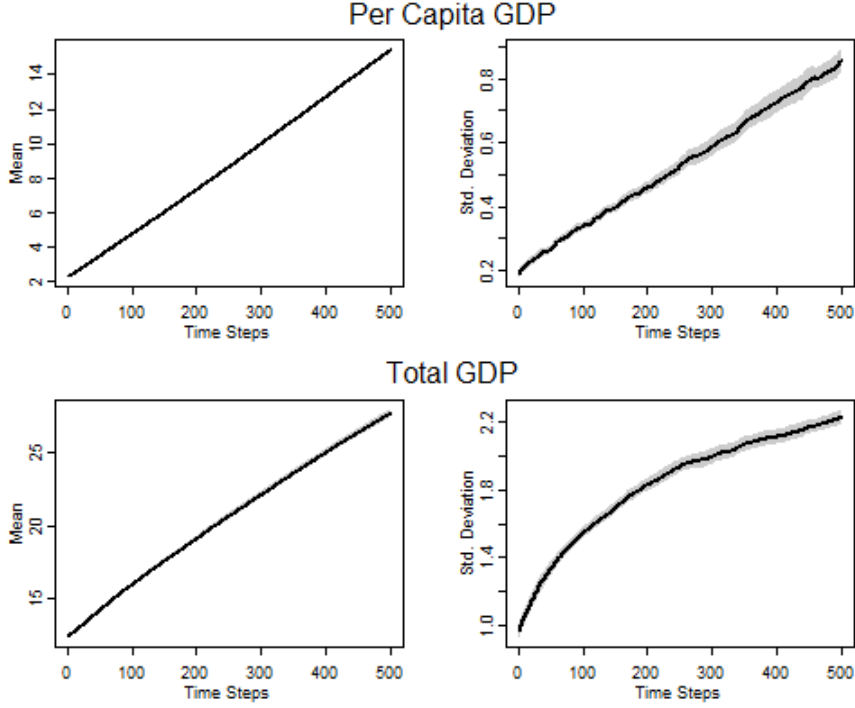 Per Capita GDP
Mean
2 4 6 8 10 12 14
0 100 200 300 400 500
Time Steps
Std. Deviation
0.2 0.4 0.6 0.8
0 100 200 300 400 500
Time Steps
Total GDP
Mean
15 20 25
0 100 200 300 400 500
Time Steps
Std. Deviation
1.0 1.4 1.8 2.2
0 100 200 300 400 500
Time Steps